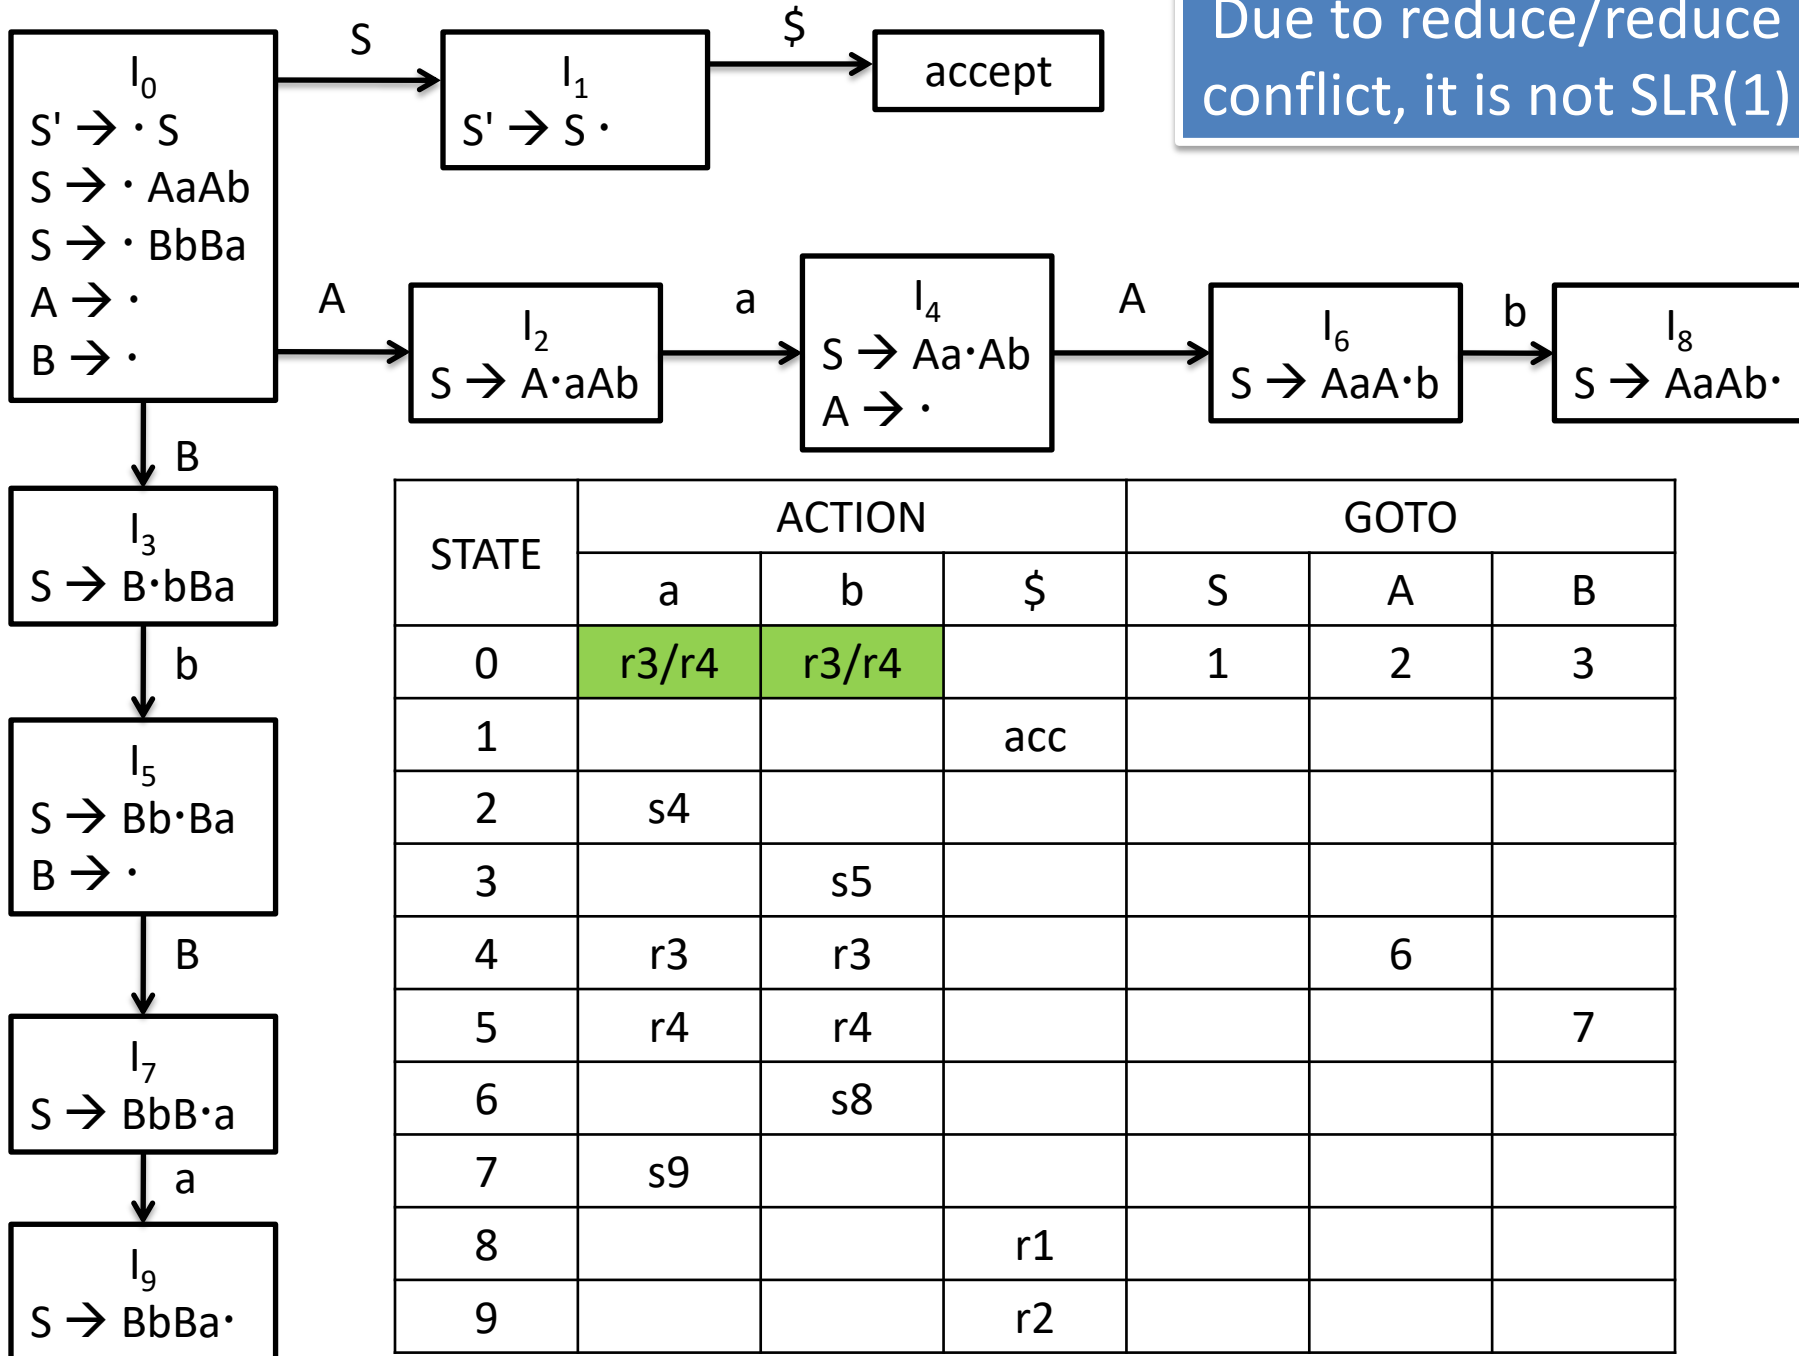 Due to reduce/reduce
conflict, it is not SLR(1)
I₀
S' → · S
S → · AaAb
S → · BbBa
A → ·
B → ·
S
I₁
S' → S ·
$
accept
A
I₂
S → A·aAb
a
I₄
S → Aa·Ab
A → ·
A
I₆
S → AaA·b
b
I₈
S → AaAb·
B
I₃
S → B·bBa
b
I₅
S → Bb·Ba
B → ·
B
I₇
S → BbB·a
a
I₉
S → BbBa·
STATE ACTION GOTO
a b $ S A B
0 r3/r4 r3/r4 1 2 3
1 acc
2 s4
3 s5
4 r3 r3 6
5 r4 r4 7
6 s8
7 s9
8 r1
9 r2